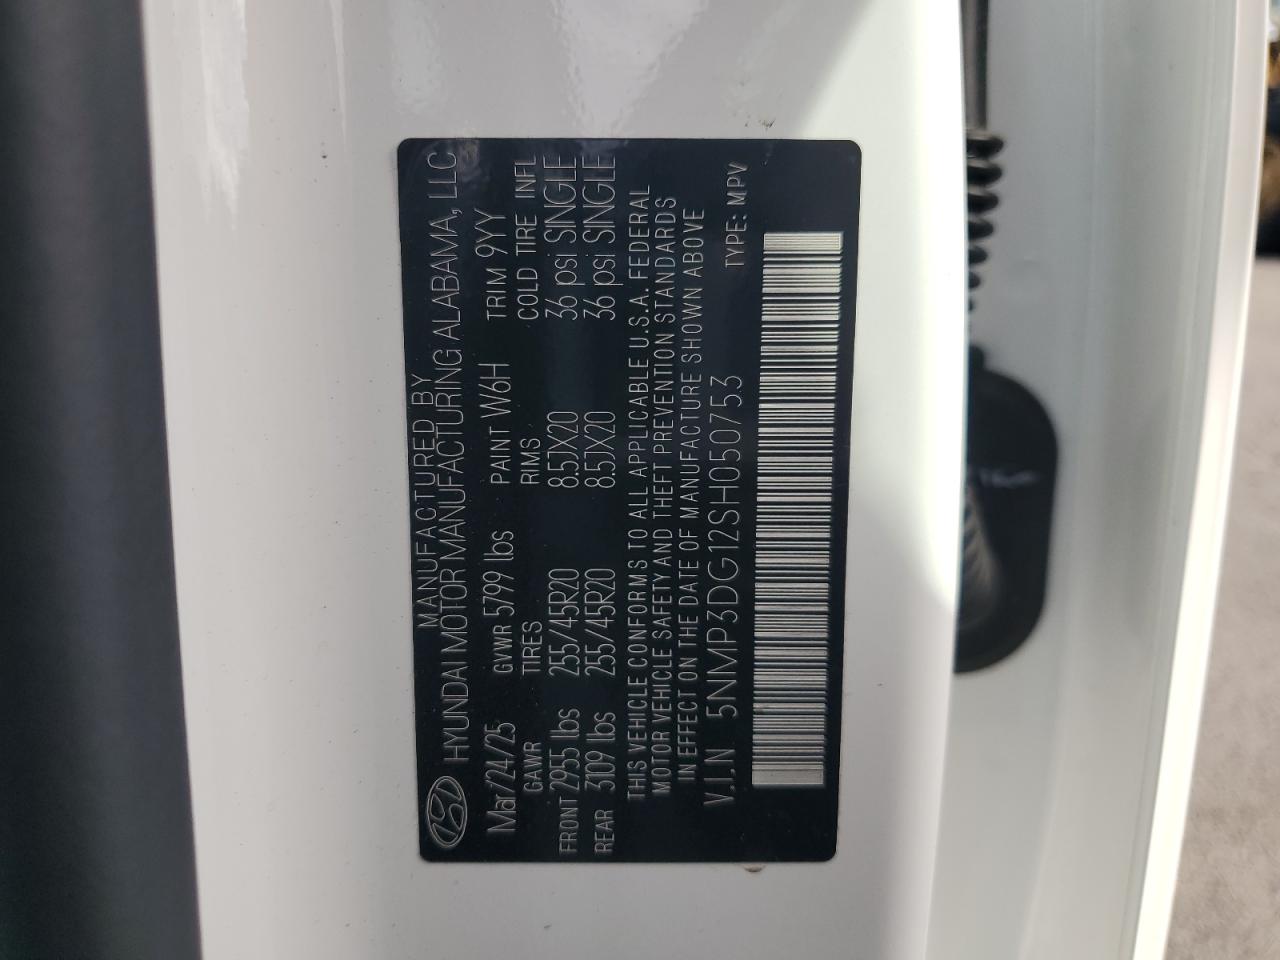 MANUFACTURED BY
HYUNDAI MOTOR MANUFACTURING ALABAMA, LLC
Mar/24/25 GVWR 5799 lbs PAINT W6H TRIM 9YY
GAWR TIRES RIMS COLD TIRE INFL
FRONT 2955 lbs 255/45R20 8.5JX20 36 psi SINGLE
REAR 3109 lbs 255/45R20 8.5JX20 36 psi SINGLE
THIS VEHICLE CONFORMS TO ALL APPLICABLE U.S.A. FEDERAL
MOTOR VEHICLE SAFETY AND THEFT PREVENTION STANDARDS
IN EFFECT ON THE DATE OF MANUFACTURE SHOWN ABOVE
V.I.N 5NMP3DG12SH050753 TYPE: MPV